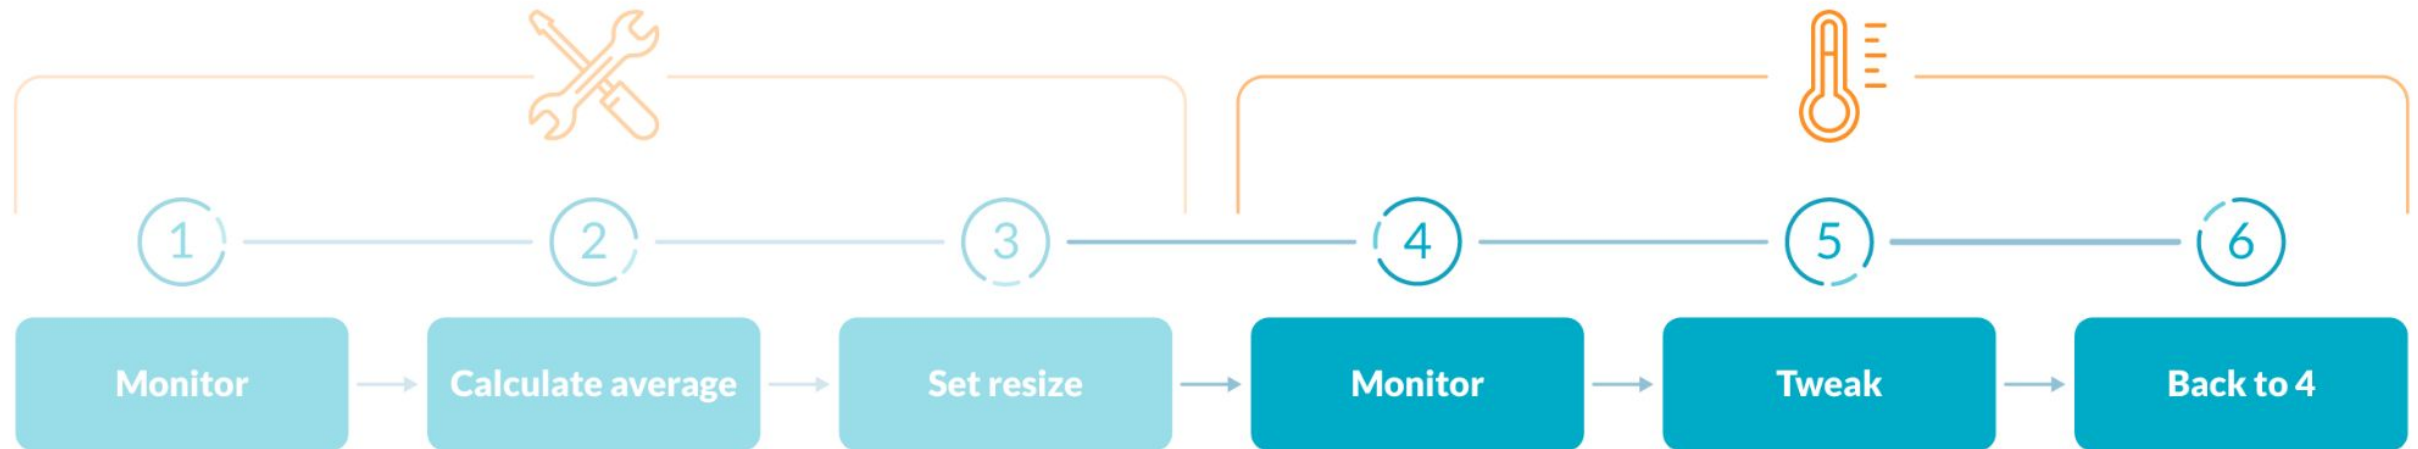 1
2
3
4
5
6
Monitor
Calculate average
Set resize
Monitor
Tweak
Back to 4